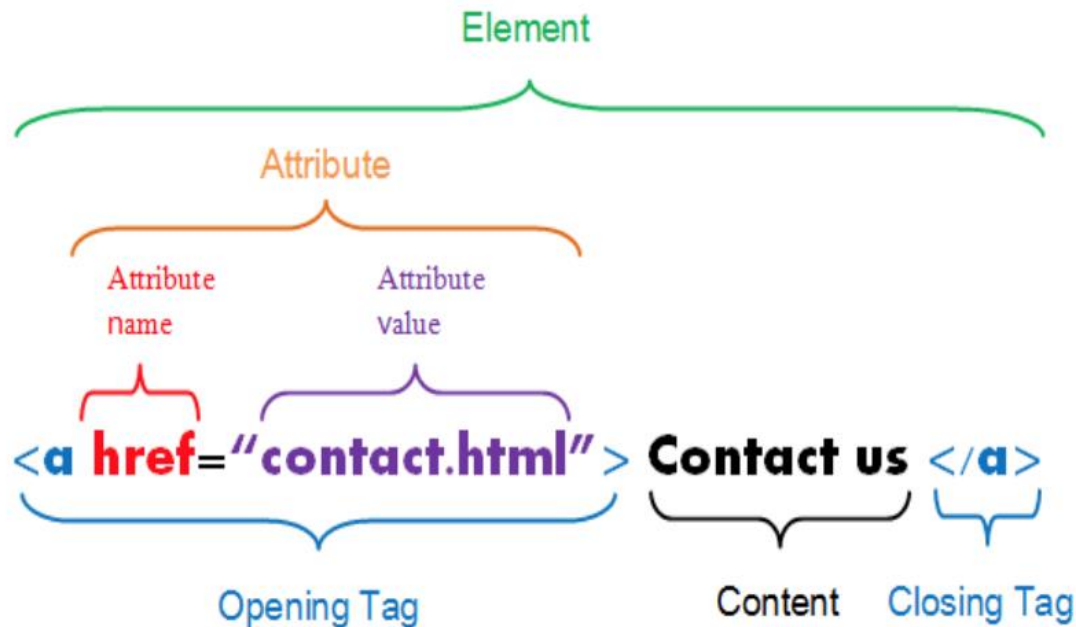 Element
Attribute
Attribute
name
Attribute
value
<a href=“contact.html”> Contact us </a>
Opening Tag
Content
Closing Tag